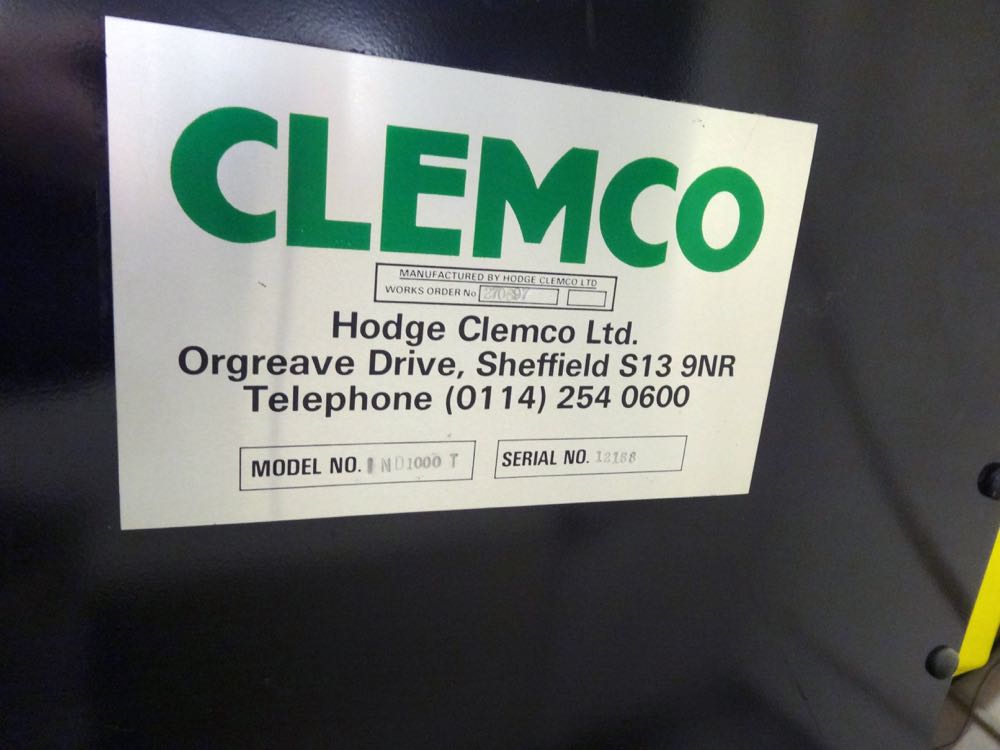 CLEMCO
MANUFACTURED BY HODGE CLEMCO LTD
WORKS ORDER No
Hodge Clemco Ltd.
Orgreave Drive, Sheffield S13 9NR
Telephone (0114) 254 0600
MODEL NO. ND1000 T
SERIAL NO.